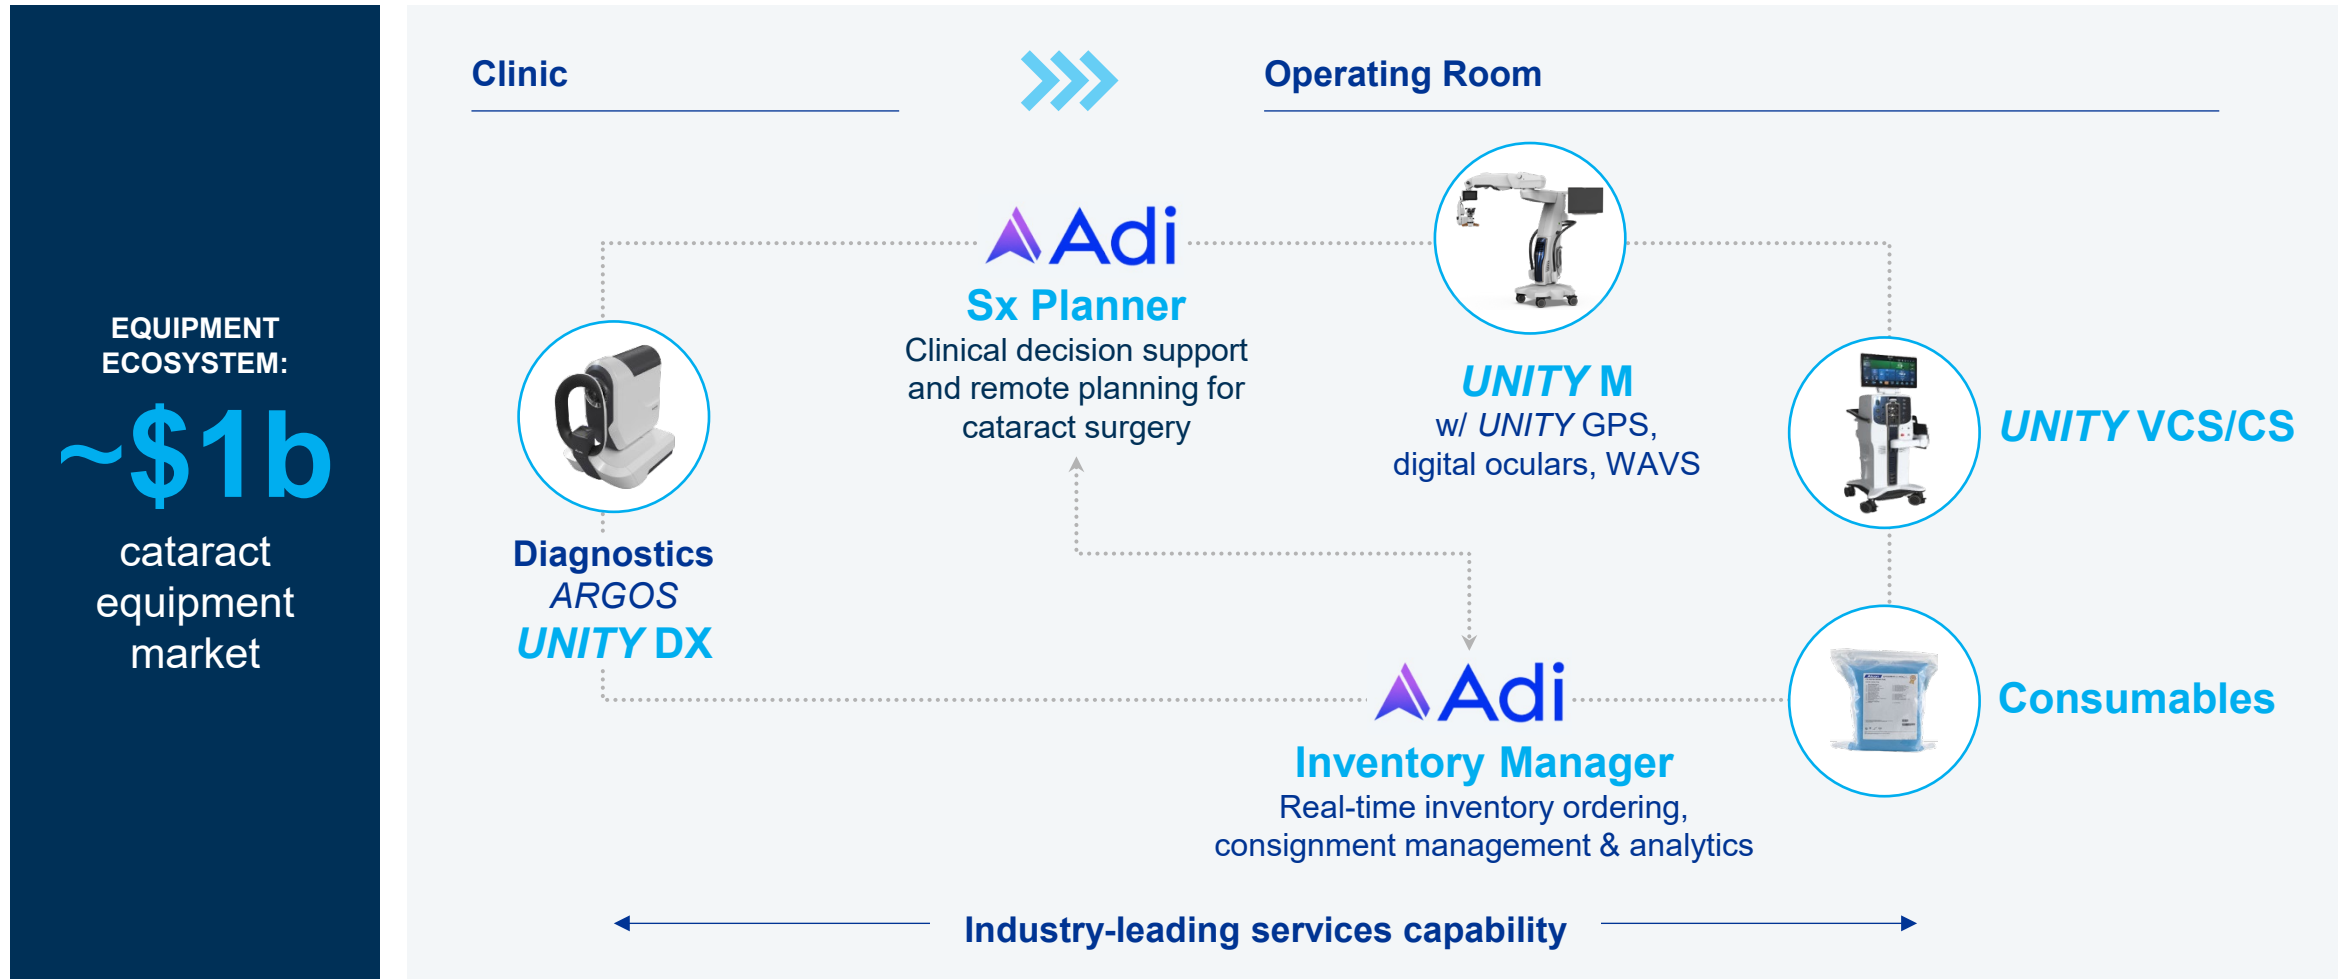 EQUIPMENT
ECOSYSTEM:
~$1b
cataract
equipment
market
Clinic
Operating Room
Adi
Sx Planner
Clinical decision support
and remote planning for
cataract surgery
Diagnostics
ARGOS
UNITY DX
UNITY M
w/ UNITY GPS,
digital oculars, WAVS
UNITY VCS/CS
Adi
Inventory Manager
Real-time inventory ordering,
consignment management & analytics
Consumables
Industry-leading services capability